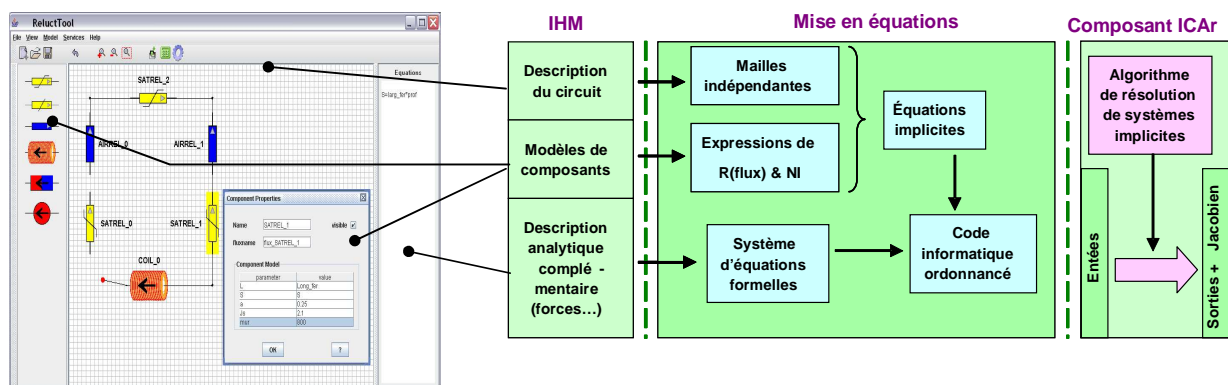 ReluctTool
File View Model Services Help
SATREL_2
AIRREL_0
AIRREL_1
SATREL_0
SATREL_1
COIL_0
Equations
S=larg_fer*prof
Component Properties
Name SATREL_1 visible
fluxname flux_SATREL_1
Component Model
parameter value
L Long_fer
S S
a 0.25
Js 2.1
mur 800
OK ?
IHM
Description
du circuit
Modèles de
composants
Description
analytique
complé -
mentaire
(forces…)
Mise en équations
Mailles
indépendantes
Expressions de
R(flux) & NI
Équations
implicites
Système
d'équations
formelles
Code
informatique
ordonnancé
Composant ICAr
Algorithme
de résolution
de systèmes
implicites
Entées
Sorties + Jacobien